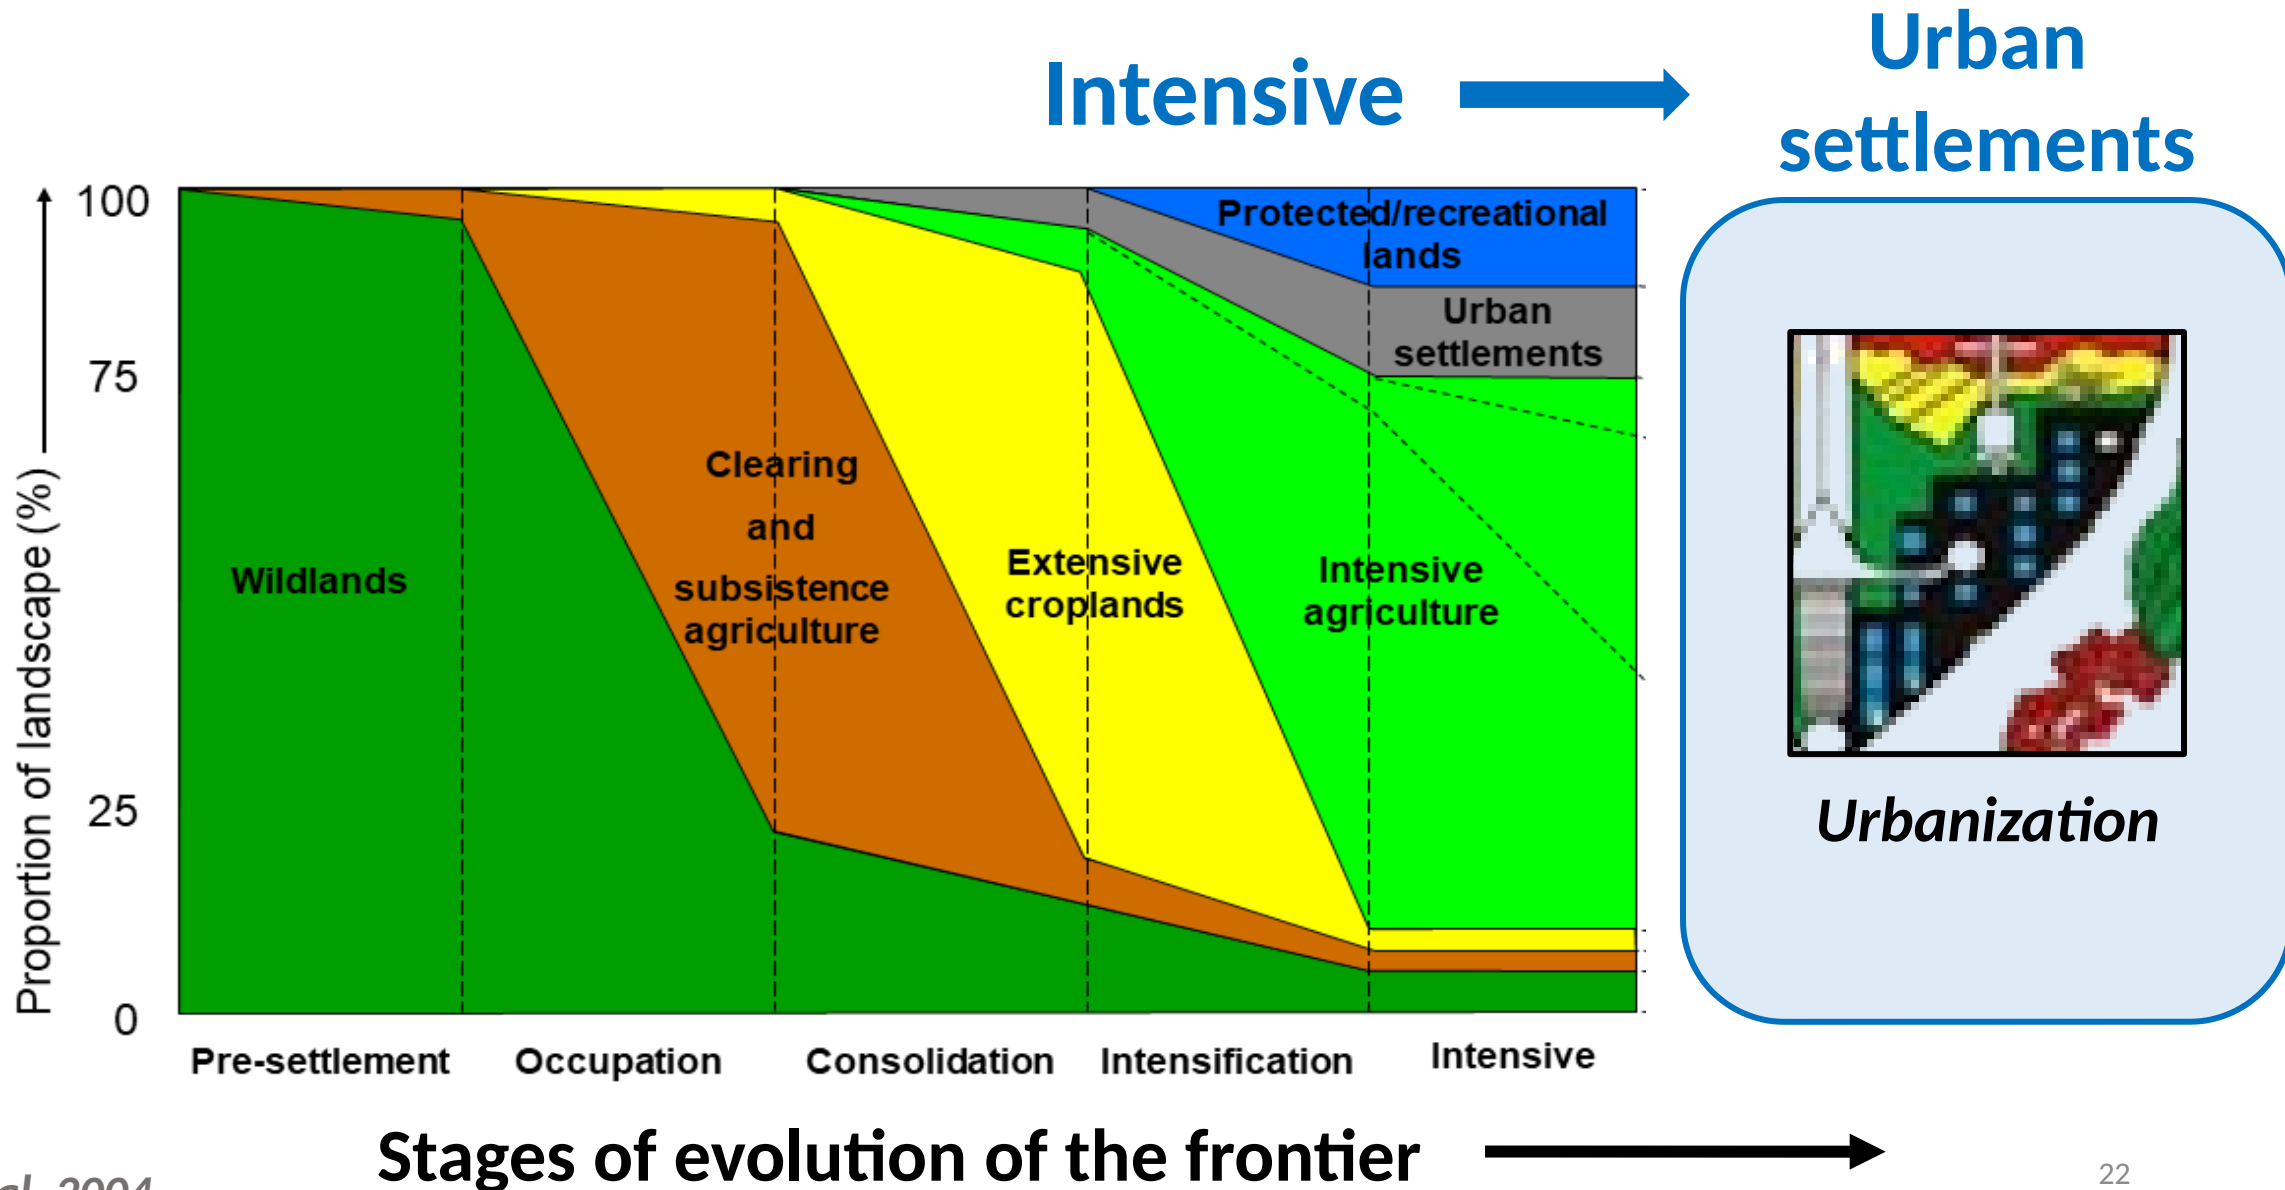 Intensive
Urban
settlements
100
75
25
0
Proportion of landscape (%)
Protected/recreational
lands
Urban
settlements
Wildlands
Clearing
and
subsistence
agriculture
Extensive
croplands
Intensive
agriculture
Urbanization
Pre-settlement
Occupation
Consolidation
Intensification
Intensive
Stages of evolution of the frontier
2004
22